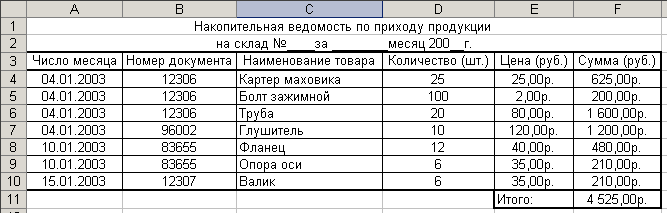 A B C D E F
1 Накопительная ведомость по приходу продукции
2 на склад №____за _________месяц 200__г.
3 Число месяца Номер документа Наименование товара Количество (шт.) Цена (руб.) Сумма (руб.)
4 04.01.2003 12306 Картер маховика 25 25,00р. 625,00р.
5 04.01.2003 12306 Болт зажимной 100 2,00р. 200,00р.
6 04.01.2003 12306 Труба 20 80,00р. 1 600,00р.
7 04.01.2003 96002 Глушитель 10 120,00р. 1 200,00р.
8 10.01.2003 83655 Фланец 12 40,00р. 480,00р.
9 10.01.2003 83655 Опора оси 6 35,00р. 210,00р.
10 15.01.2003 12307 Валик 6 35,00р. 210,00р.
11 Итого: 4 525,00р.